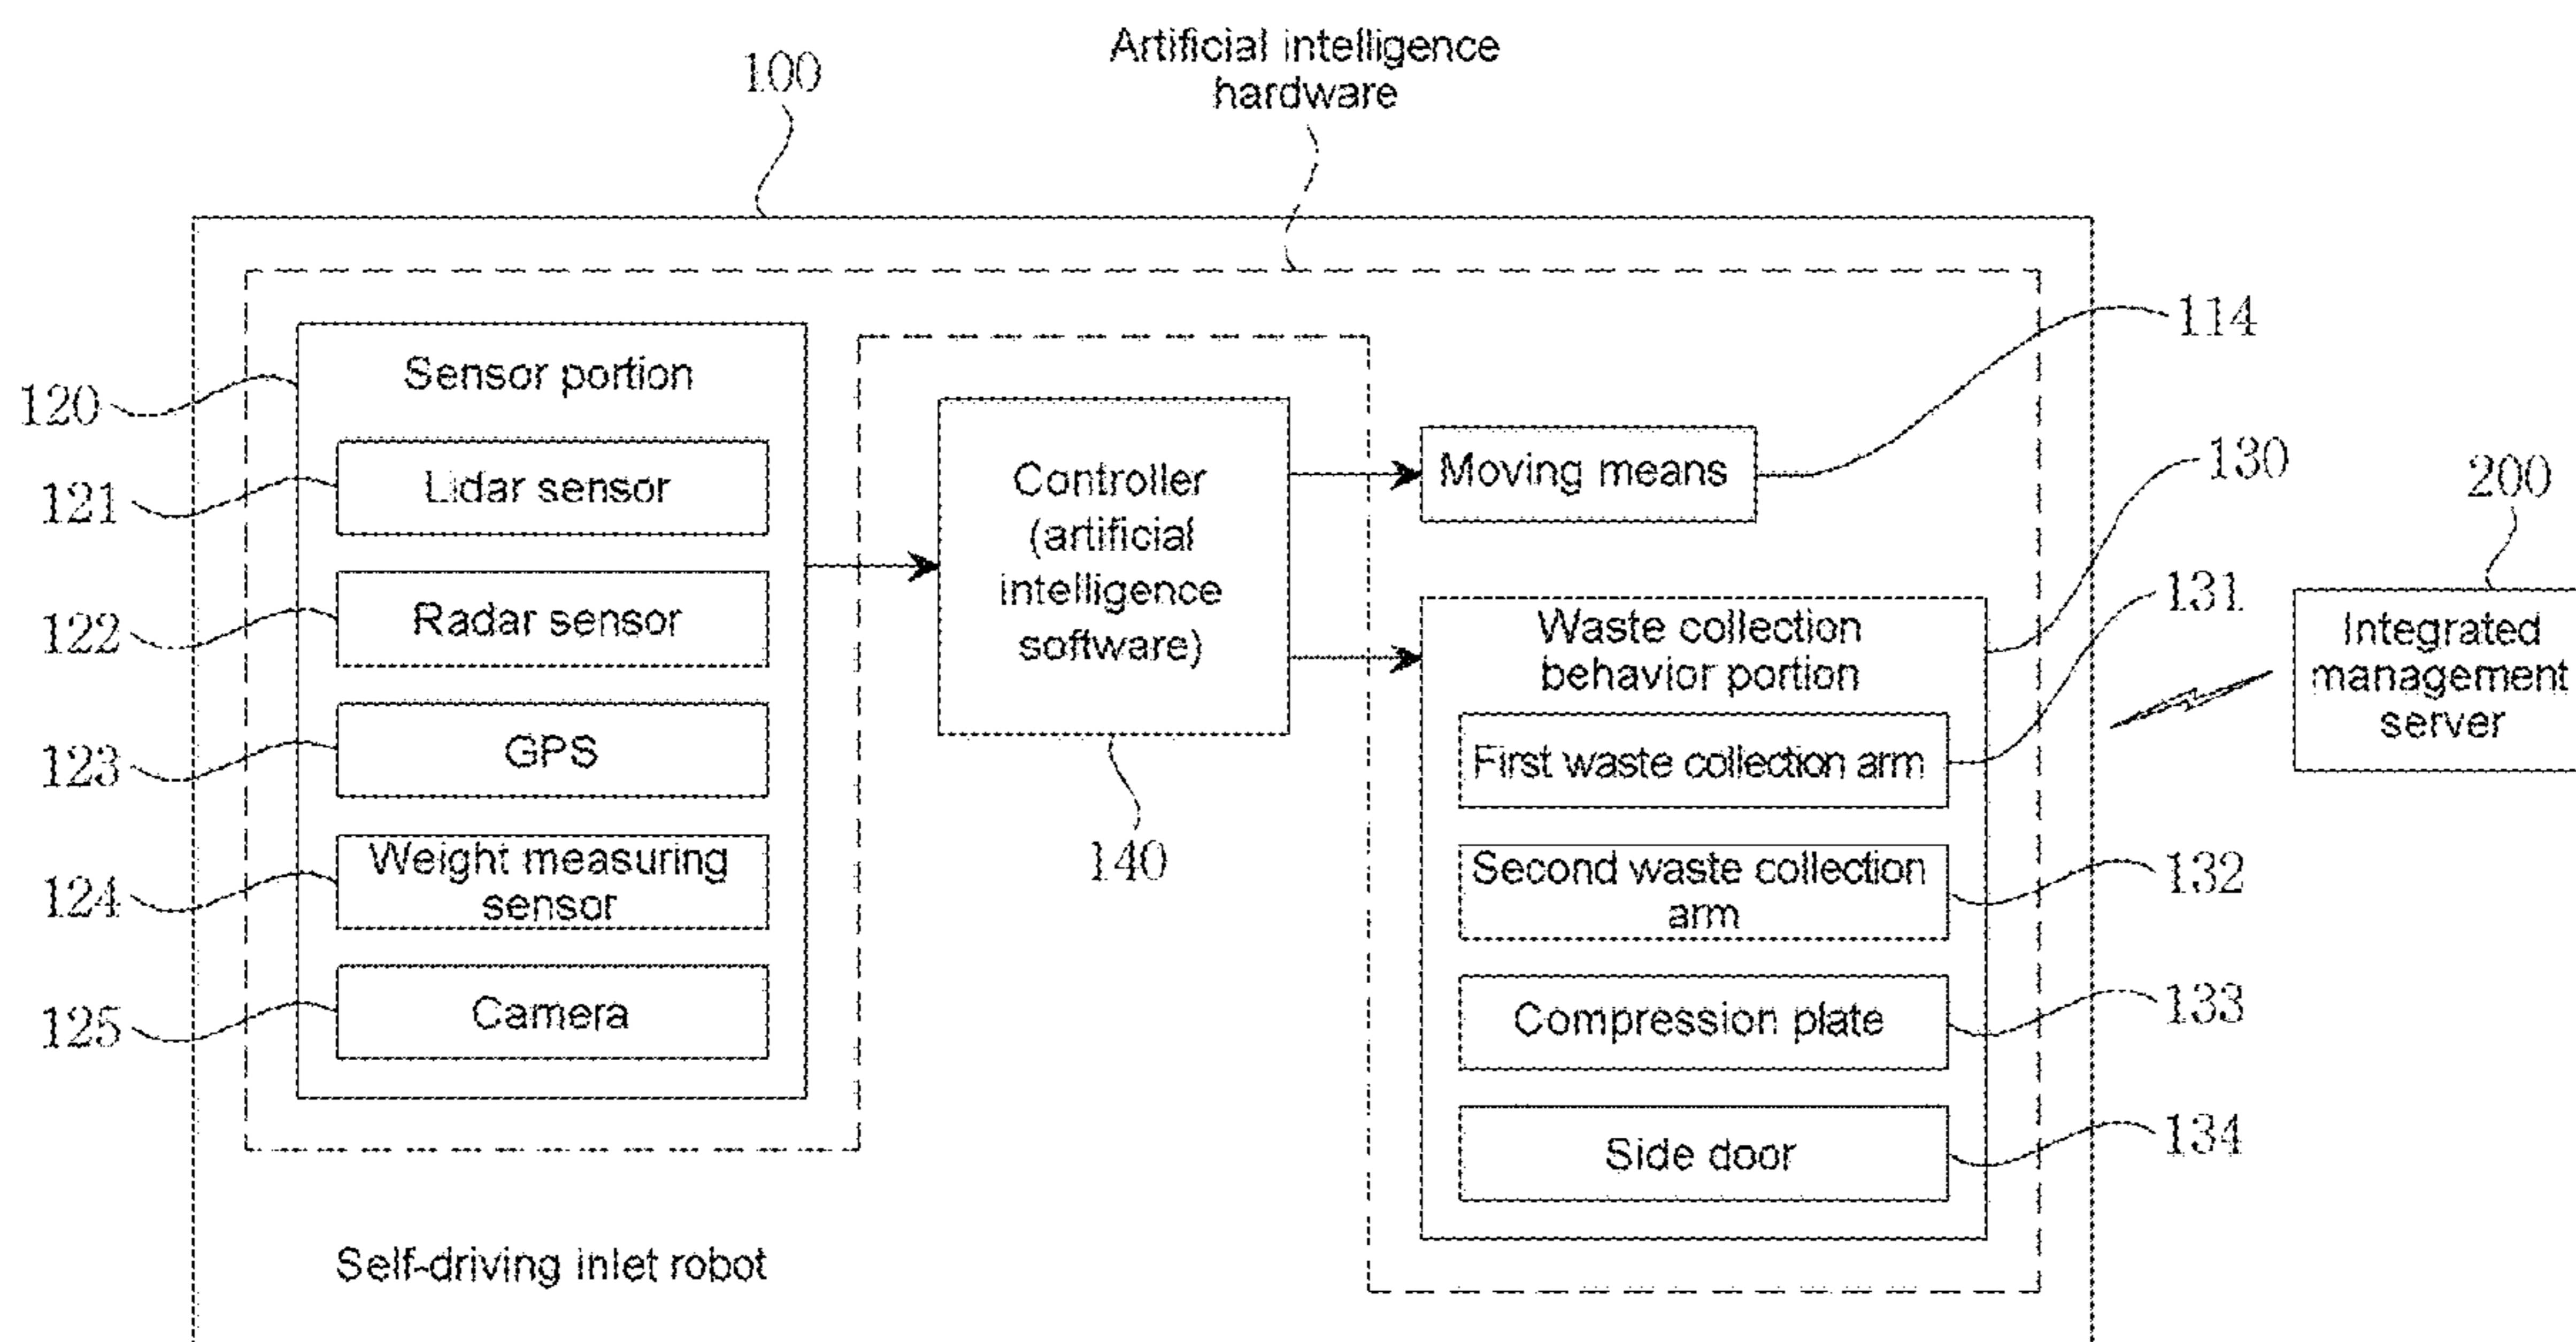 Artificial intelligence
hardware
100
114
Sensor portion
120
Lidar sensor
121
Radar sensor
122
GPS
123
Weight measuring
sensor
124
Camera
125
Controller
(artificial
intelligence
software)
140
Moving means
130
Waste collection
behavior portion
131
First waste collection arm
Second waste collection
arm
132
Compression plate
133
Side door
134
200
Integrated
management
server
Self-driving inlet robot